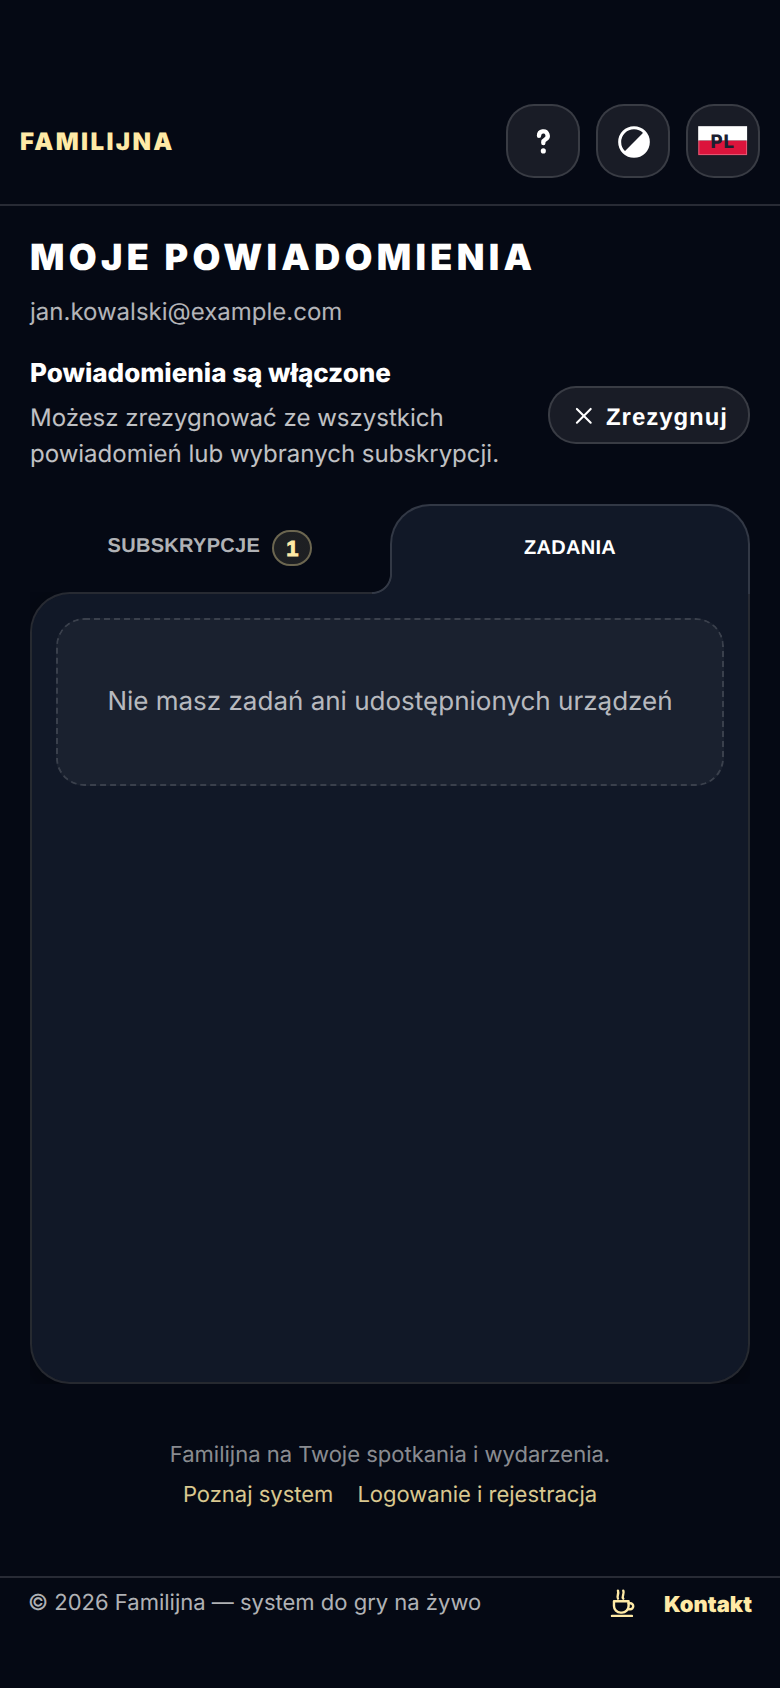 FAMILIJNA
?
PL
MOJE POWIADOMIENIA
jan.kowalski@example.com
Powiadomienia są włączone
Możesz zrezygnować ze wszystkich
powiadomień lub wybranych subskrypcji.
Zrezygnuj
SUBSKRYPCJE 1
ZADANIA
Nie masz zadań ani udostępnionych urządzeń
Familijna na Twoje spotkania i wydarzenia.
Poznaj system Logowanie i rejestracja
© 2026 Familijna — system do gry na żywo
Kontakt